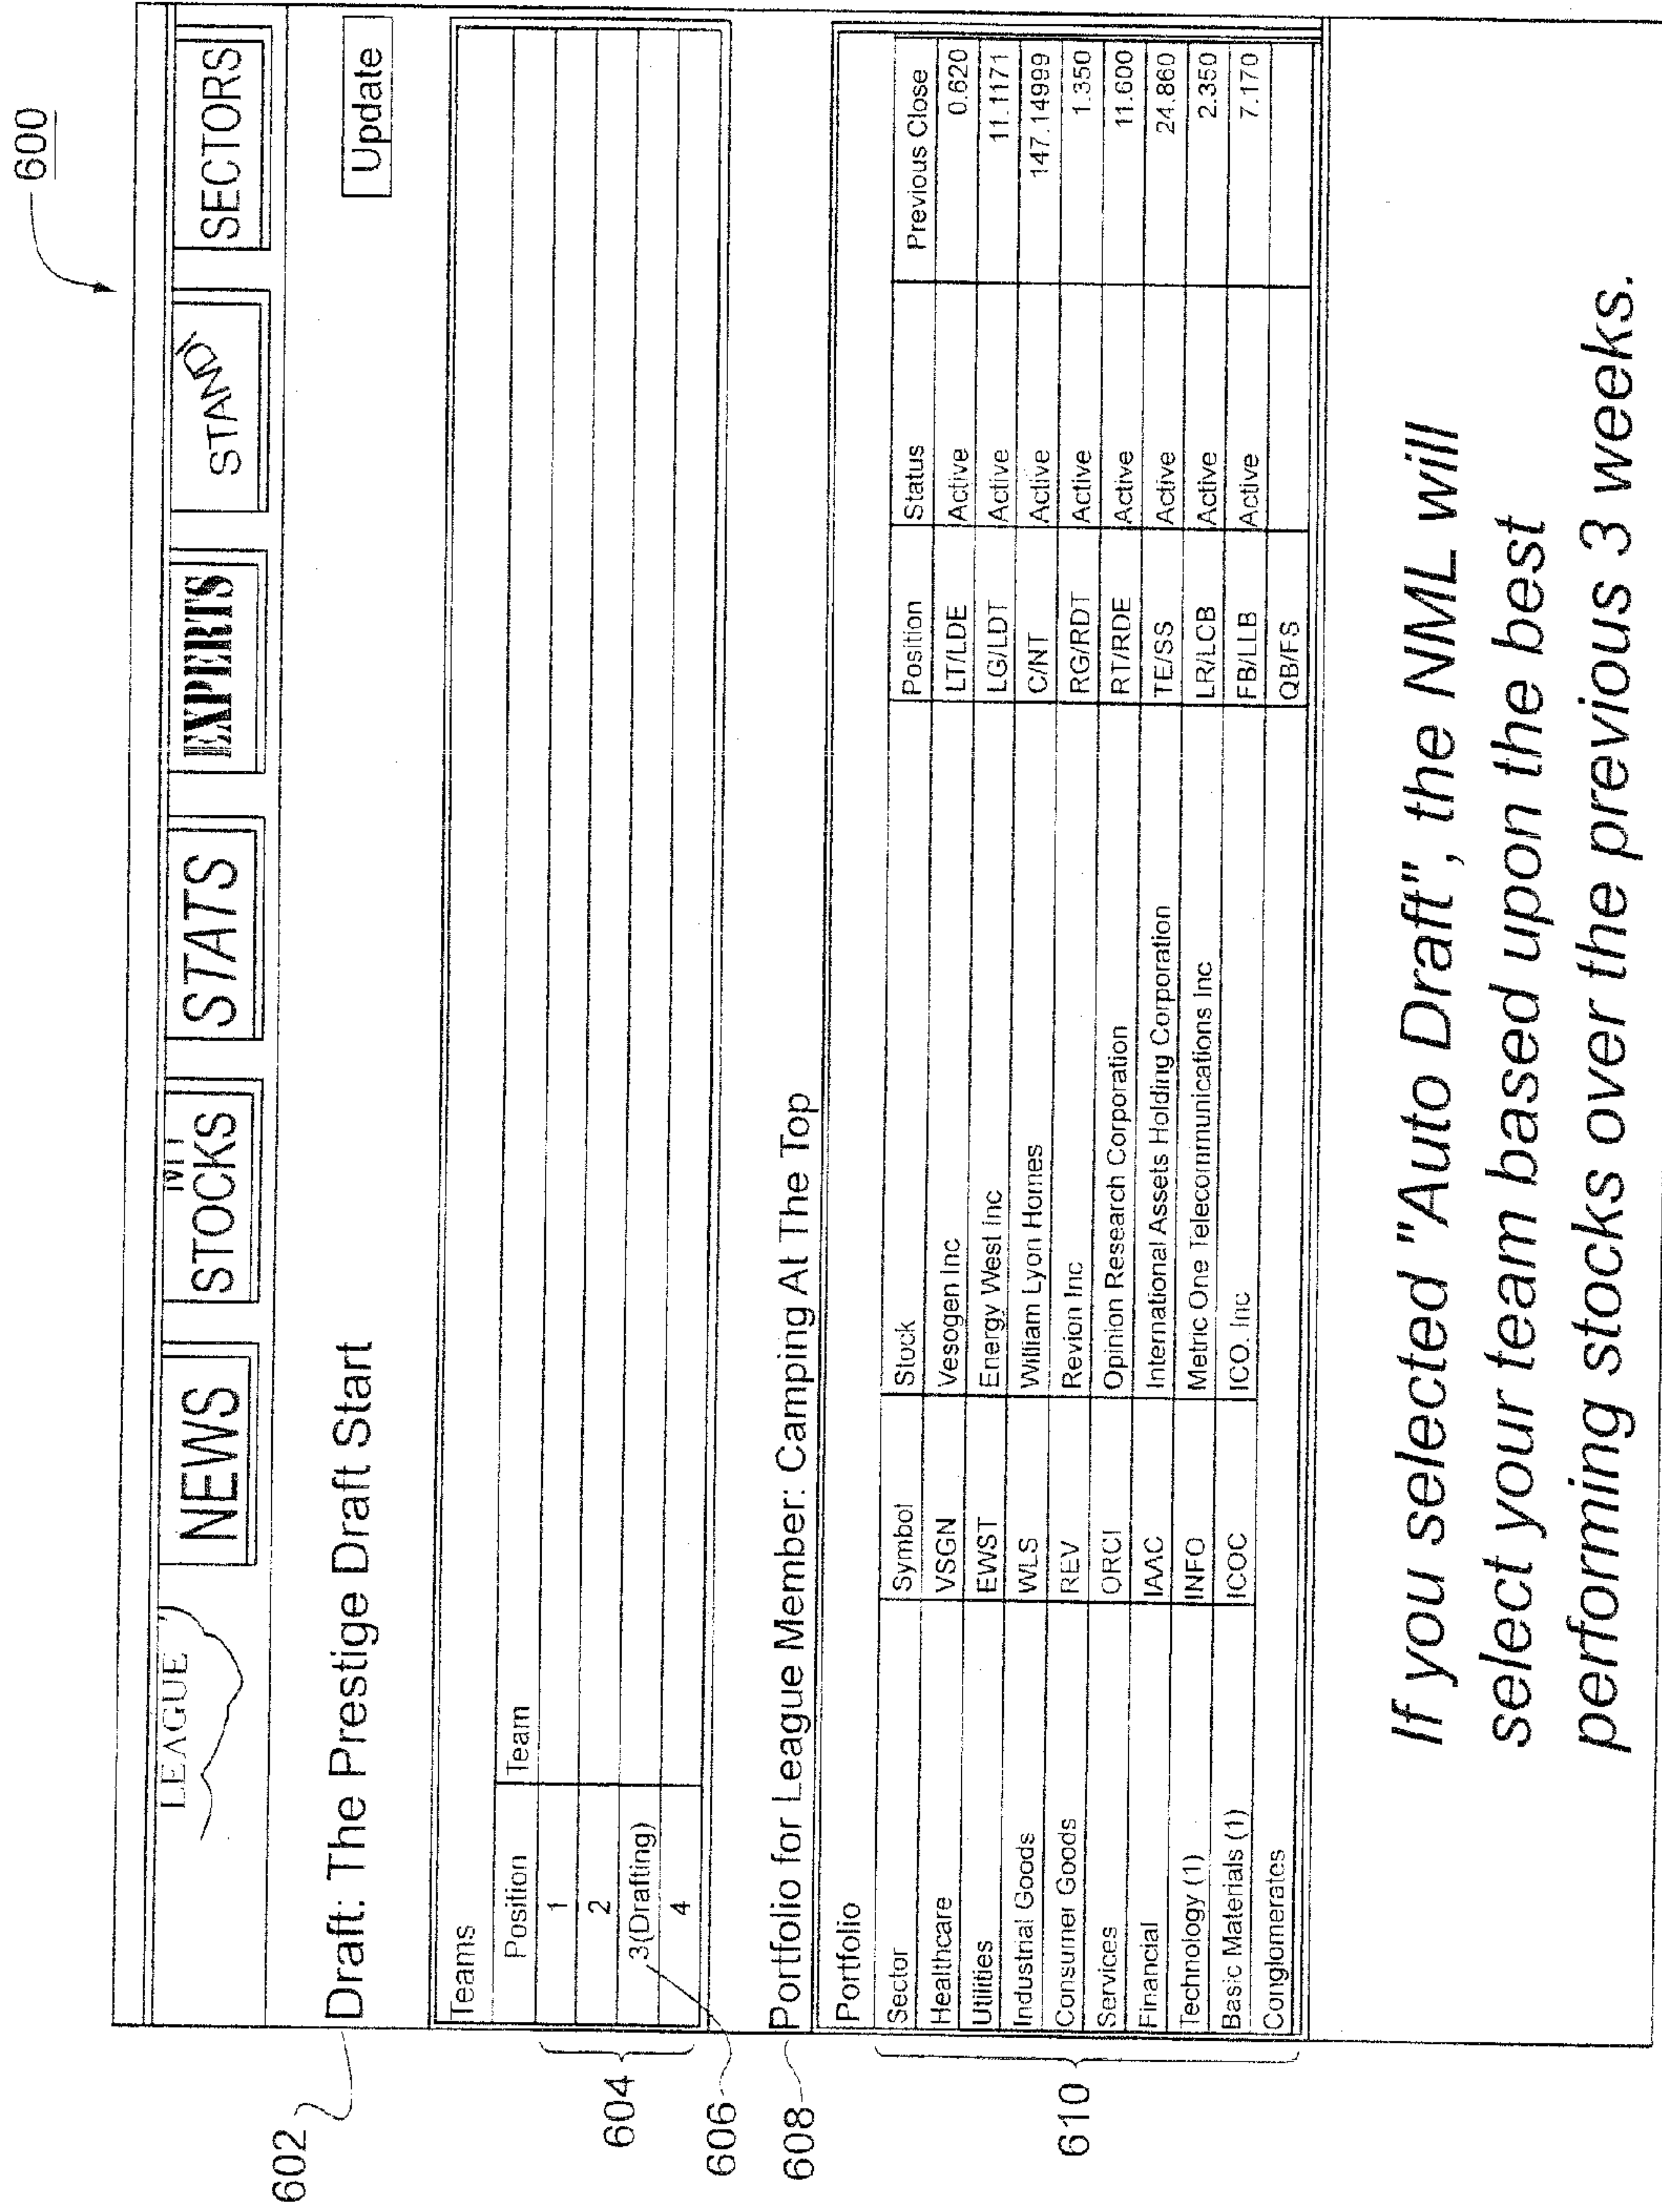 600
LEAGUE NEWS STOCKS STATS EXPERTS STAND SECTORS
602 Draft: The Prestige Draft Start Update
Teams
Position Team
1
2
3(Drafting)
4
604
606
608 Portfolio for League Member: Camping At The Top
Portfolio
Sector Symbol Stock Position Status Previous Close
Healthcare VSGN Vesogen Inc LT/LDE Active 0.620
Utilities EWST Energy West Inc LG/LDT Active 11.1171
Industrial Goods WLS William Lyon Homes C/NT Active 147.14999
Consumer Goods REV Revion Inc RG/RDT Active 1.350
Services ORCI Opinion Research Corporation RT/RDE Active 11.600
Financial IAAC International Assets Holding Corporation TE/SS Active 24.860
Technology (1) INFO Metric One Telecommunications Inc LR/LCB Active 2.350
Basic Materials (1) ICOC ICO. Inc FB/LLB Active 7.170
Conglomerates QB/FS
610
If you selected "Auto Draft", the NML will
select your team based upon the best
performing stocks over the previous 3 weeks.